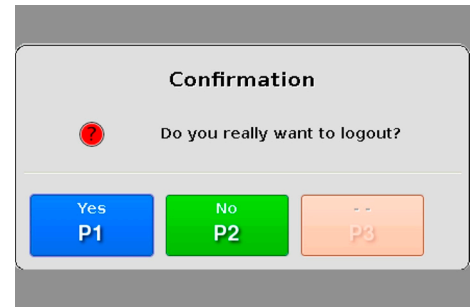 Confirmation
?
Do you really want to logout?
Yes
P1
No
P2
- -
P3